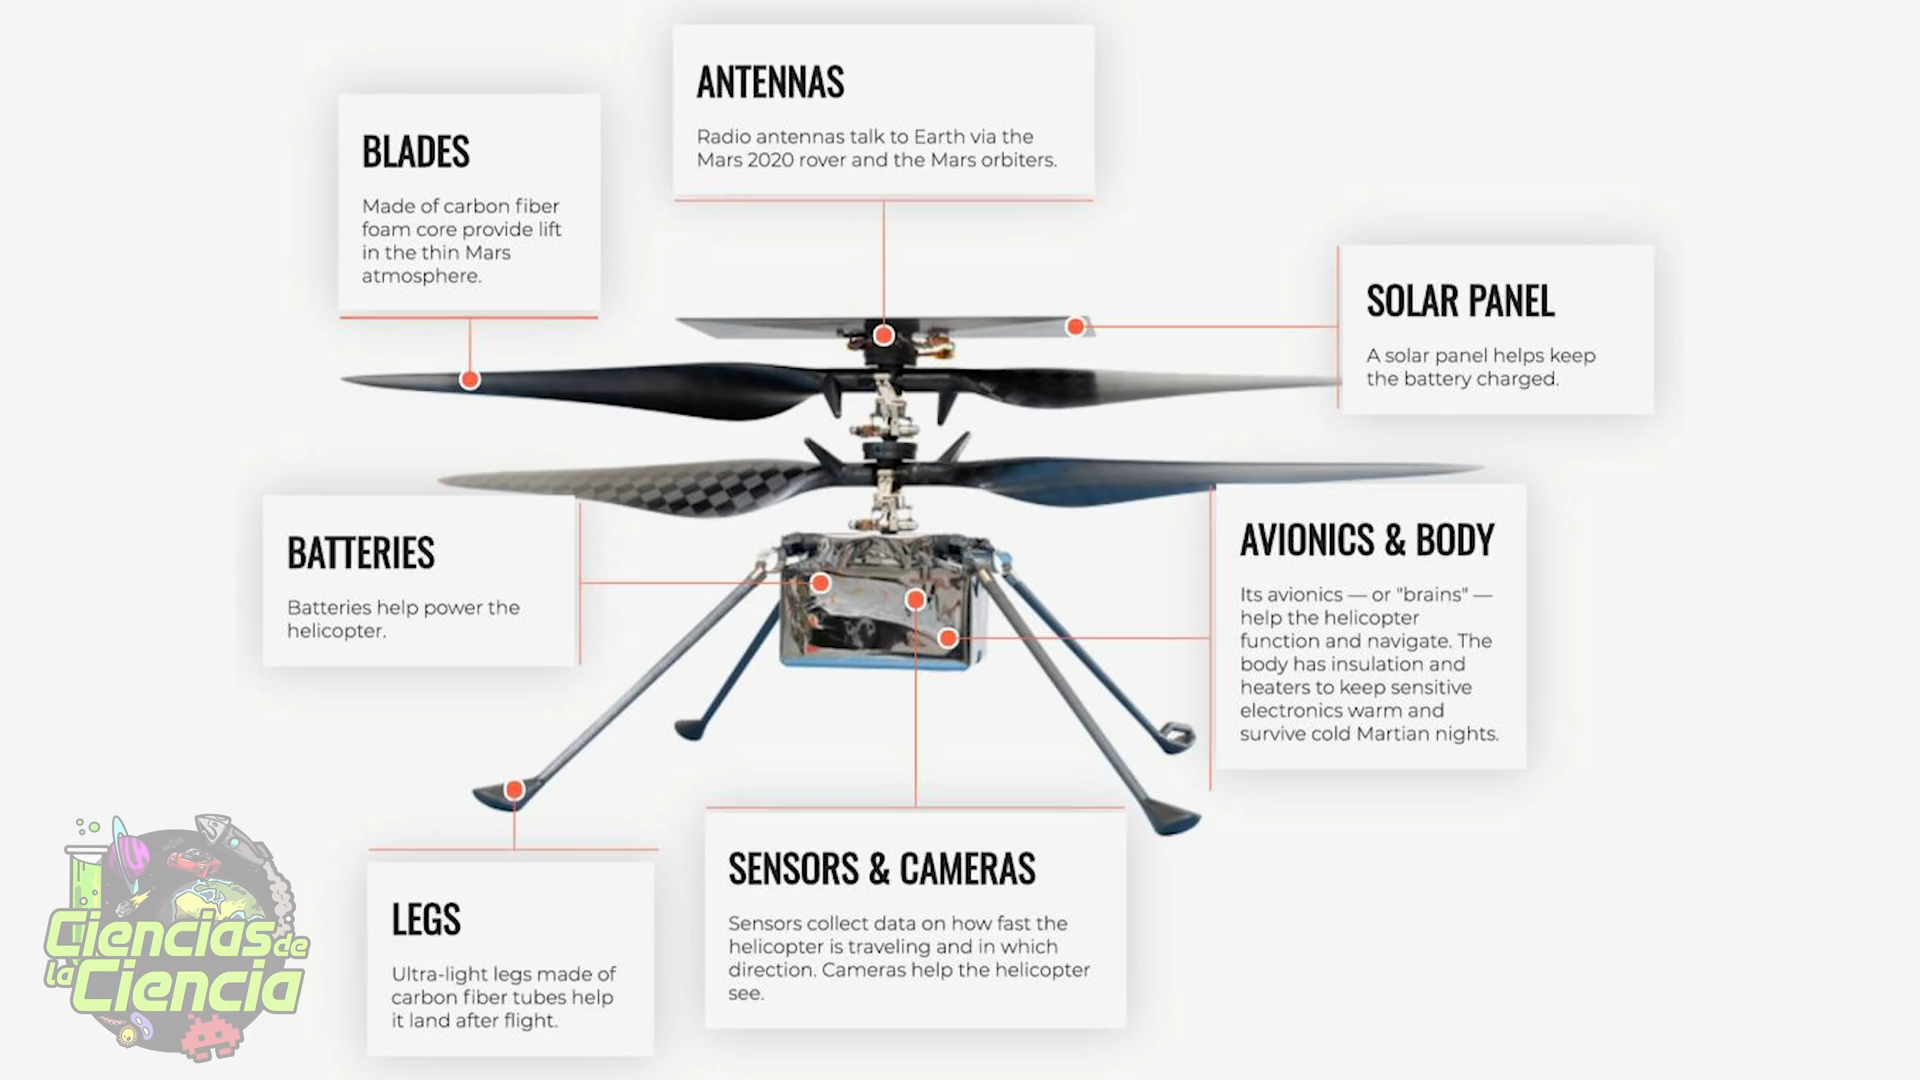 ANTENNAS
Radio antennas talk to Earth via the
Mars 2020 rover and the Mars orbiters.
BLADES
Made of carbon fiber
foam core provide lift
in the thin Mars
atmosphere.
SOLAR PANEL
A solar panel helps keep
the battery charged.
BATTERIES
Batteries help power the
helicopter.
AVIONICS & BODY
Its avionics — or "brains" —
help the helicopter
function and navigate. The
body has insulation and
heaters to keep sensitive
electronics warm and
survive cold Martian nights.
LEGS
Ultra-light legs made of
carbon fiber tubes help
it land after flight.
SENSORS & CAMERAS
Sensors collect data on how fast the
helicopter is traveling and in which
direction. Cameras help the helicopter
see.
Ciencias de
la Ciencia